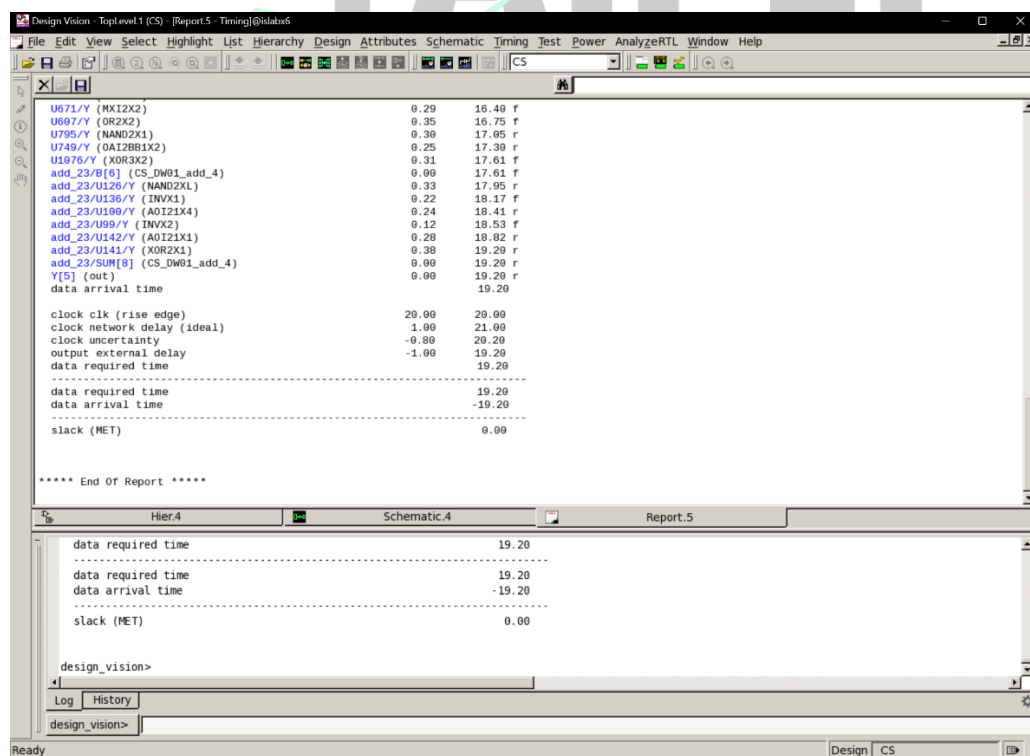 Design Vision - TopLevel.1 (CS) - [Report.5 - Timing]@islabx6
File Edit View Select Highlight List Hierarchy Design Attributes Schematic Timing Test Power AnalyzeRTL Window Help
CS
U671/Y (MXI2X2) 0.29 16.40 f
U607/Y (OR2X2) 0.35 16.75 f
U795/Y (NAND2X1) 0.30 17.05 r
U749/Y (OAI2BB1X2) 0.25 17.30 r
U1076/Y (XOR3X2) 0.31 17.61 f
add_23/B[6] (CS_DW01_add_4) 0.00 17.61 f
add_23/U126/Y (NAND2XL) 0.33 17.95 r
add_23/U136/Y (INVX1) 0.22 18.17 f
add_23/U100/Y (AOI21X4) 0.24 18.41 r
add_23/U99/Y (INVX2) 0.12 18.53 f
add_23/U142/Y (AOI21X1) 0.28 18.82 r
add_23/U141/Y (XOR2X1) 0.38 19.20 r
add_23/SUM[8] (CS_DW01_add_4) 0.00 19.20 r
Y[5] (out) 0.00 19.20 r
data arrival time 19.20
clock clk (rise edge) 20.00 20.00
clock network delay (ideal) 1.00 21.00
clock uncertainty -0.80 20.20
output external delay -1.00 19.20
data required time 19.20
--------------------------------------------------------------------------
data required time 19.20
data arrival time -19.20
--------------------------------------------------------------------------
slack (MET) 0.00
***** End Of Report *****
Hier.4 Schematic.4 Report.5
data required time 19.20
--------------------------------------------------------------------------
data required time 19.20
data arrival time -19.20
--------------------------------------------------------------------------
slack (MET) 0.00
design_vision>
Log History
design_vision>
Ready Design CS